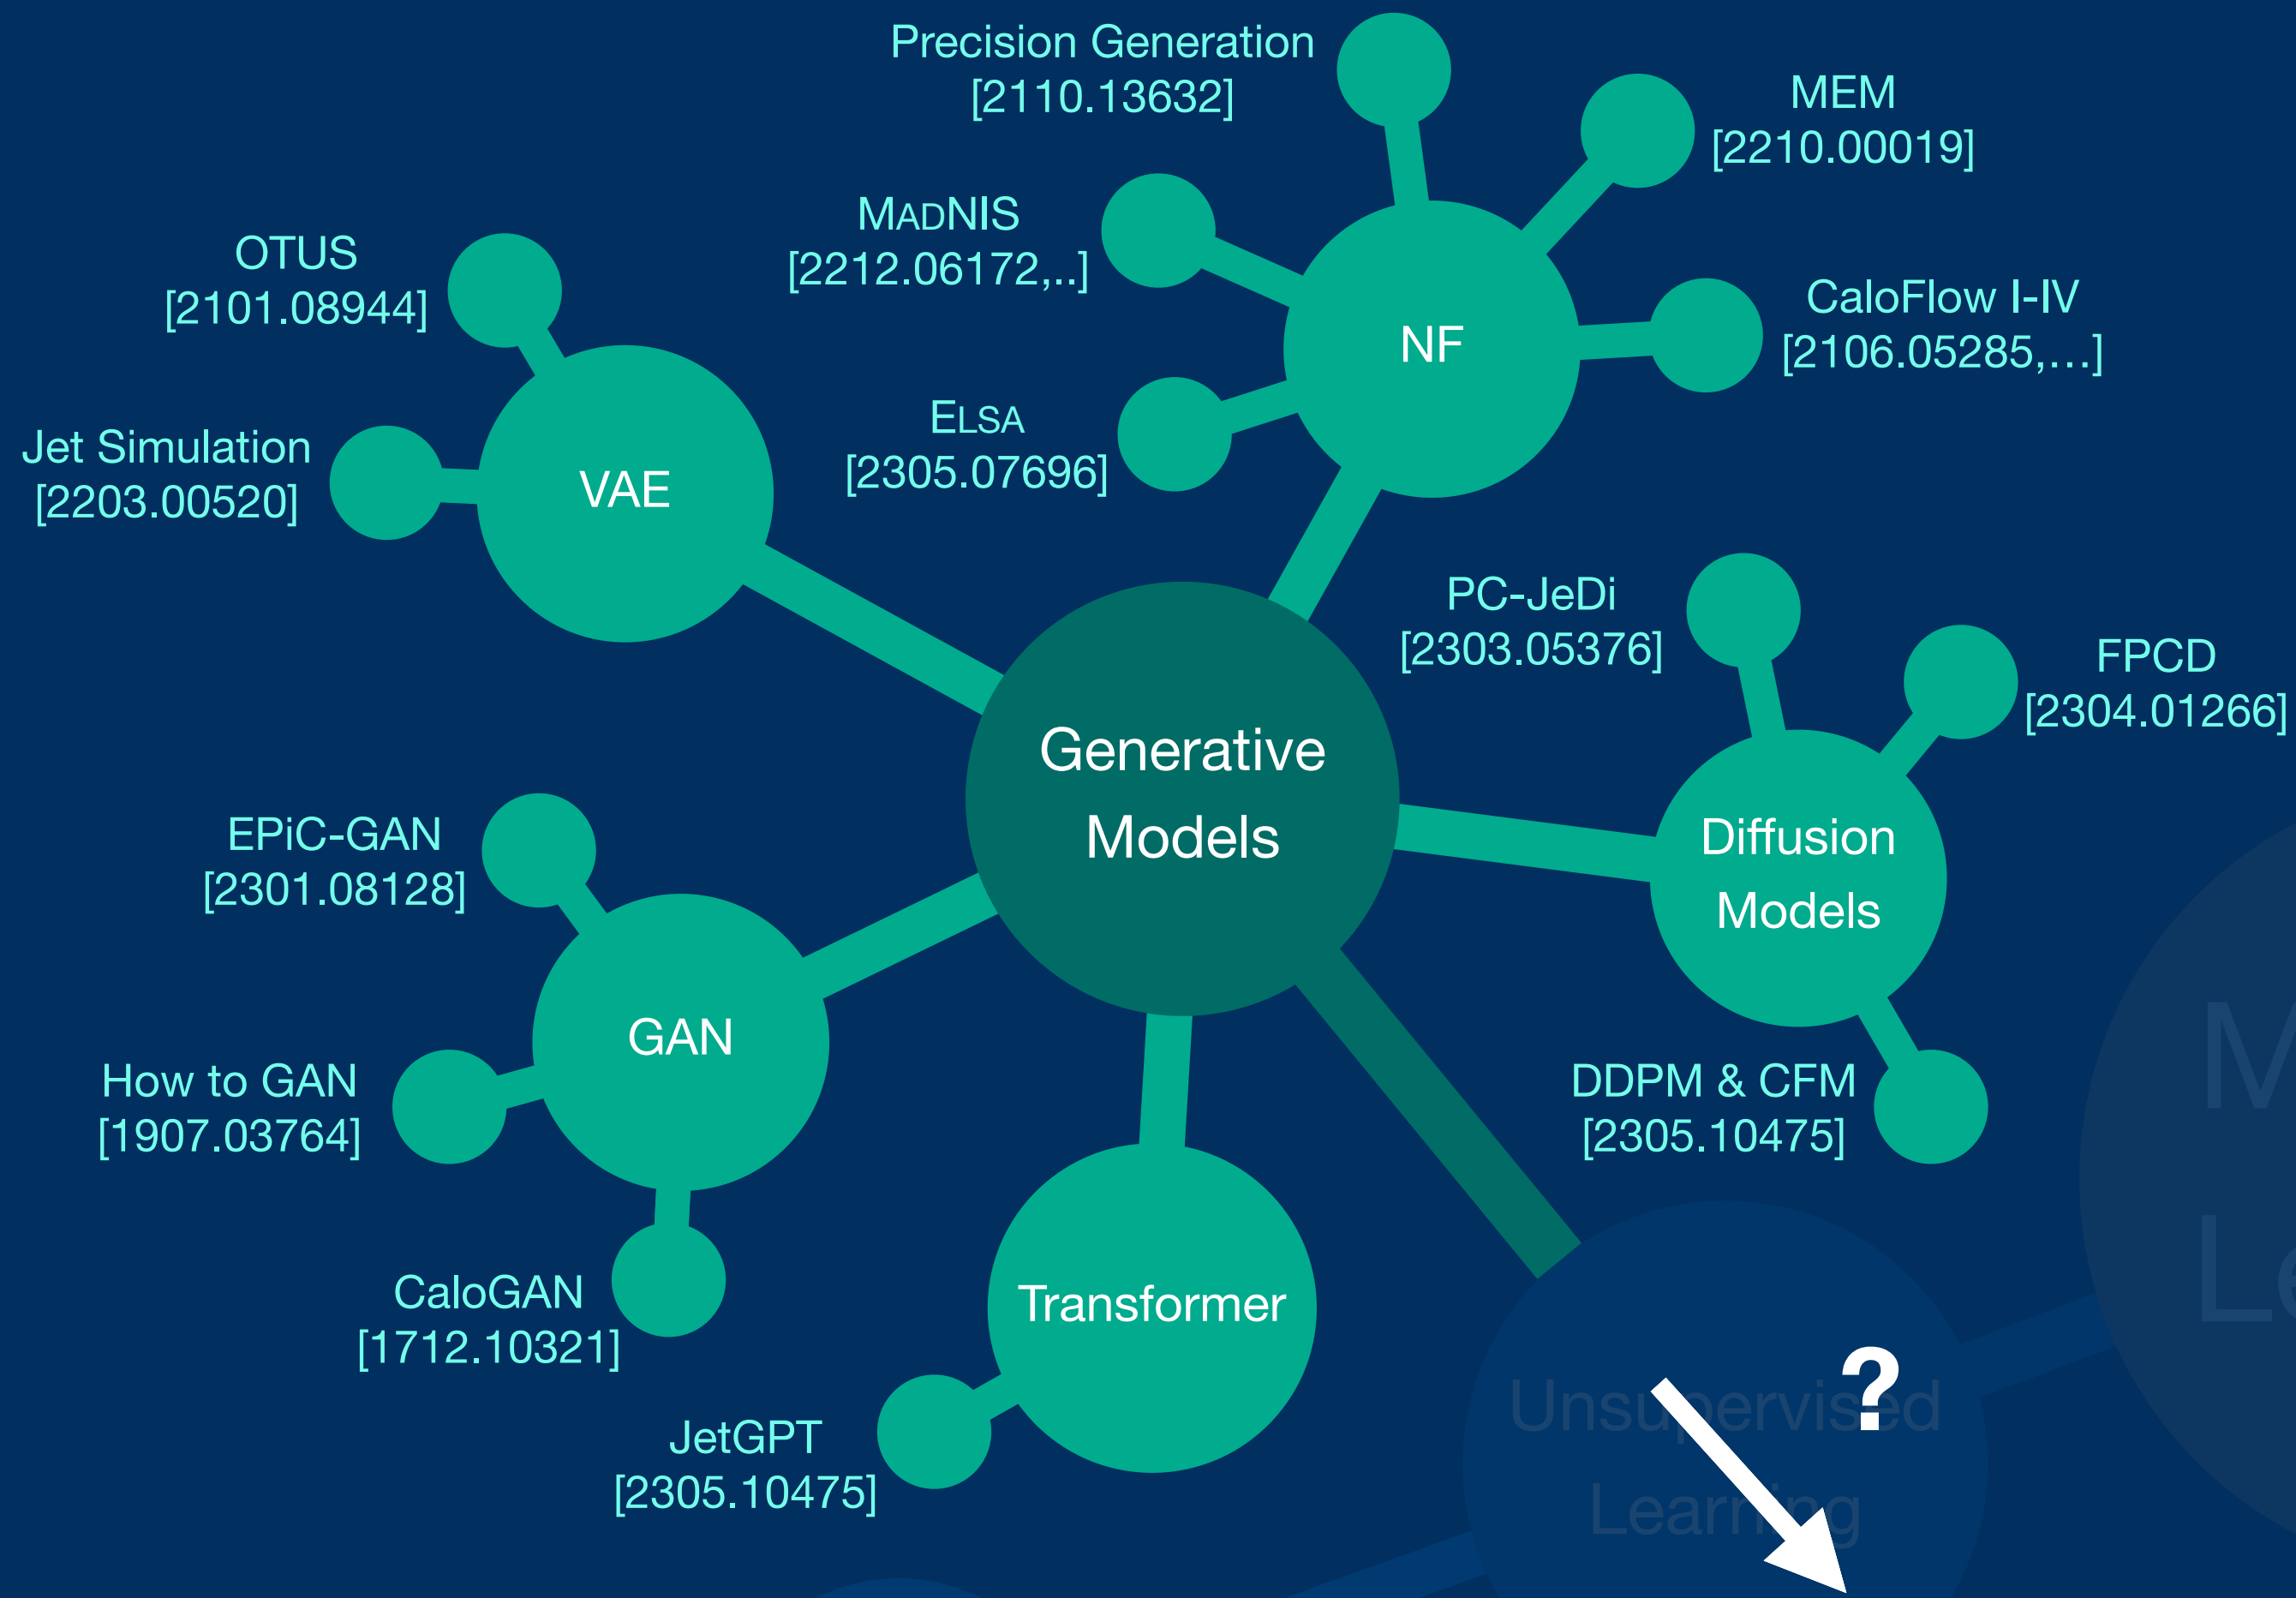 Precision Generation
[2110.13632]
MEM
[2210.00019]
MADNIS
[2212.06172,..]
OTUS
[2101.08944]
CaloFlow I-IV
[2106.05285,...]
NF
ELSA
[2305.07696]
Jet Simulation
[2203.00520]
VAE
PC-JeDi
[2303.05376]
FPCD
[2304.01266]
Generative
Models
Diffusion
Models
EPiC-GAN
[2301.08128]
GAN
How to GAN
[1907.03764]
DDPM & CFM
[2305.10475]
CaloGAN
[1712.10321]
Transformer
JetGPT
[2305.10475]
?
Unsupervised
Learning